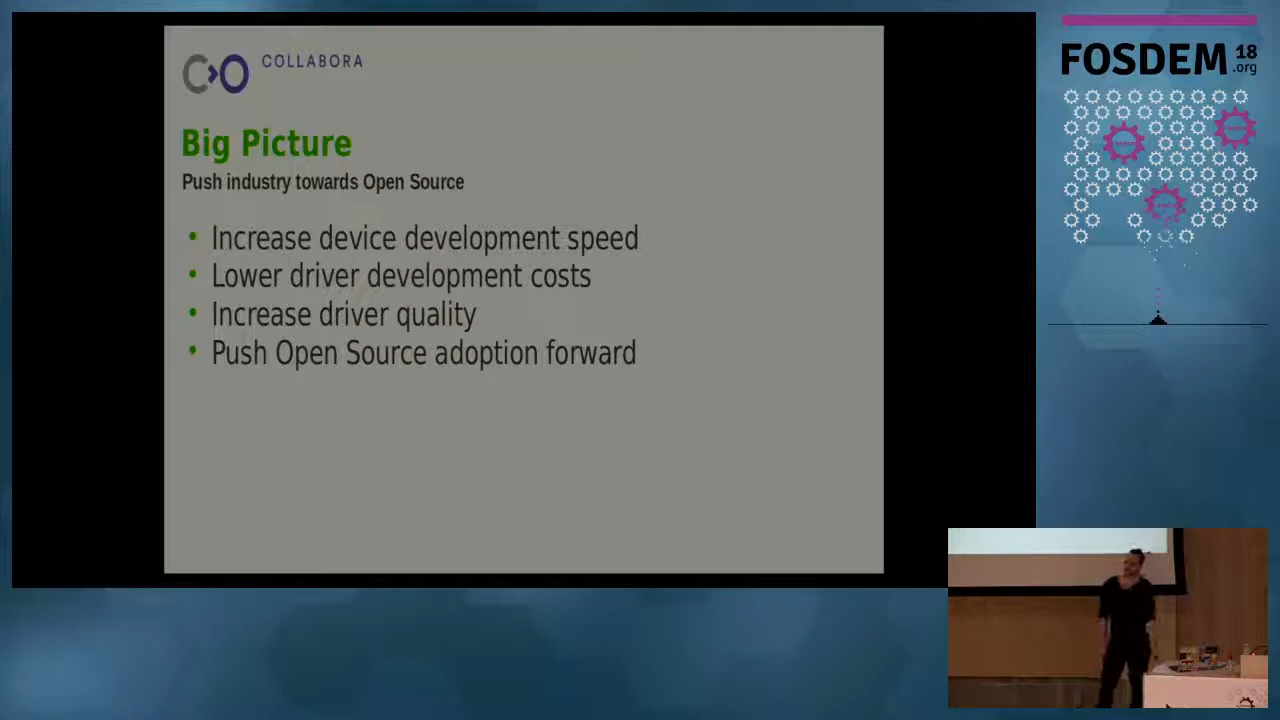 COLLABORA
Big Picture
Push industry towards Open Source
• Increase device development speed
• Lower driver development costs
• Increase driver quality
• Push Open Source adoption forward
FOSDEM 18
.org